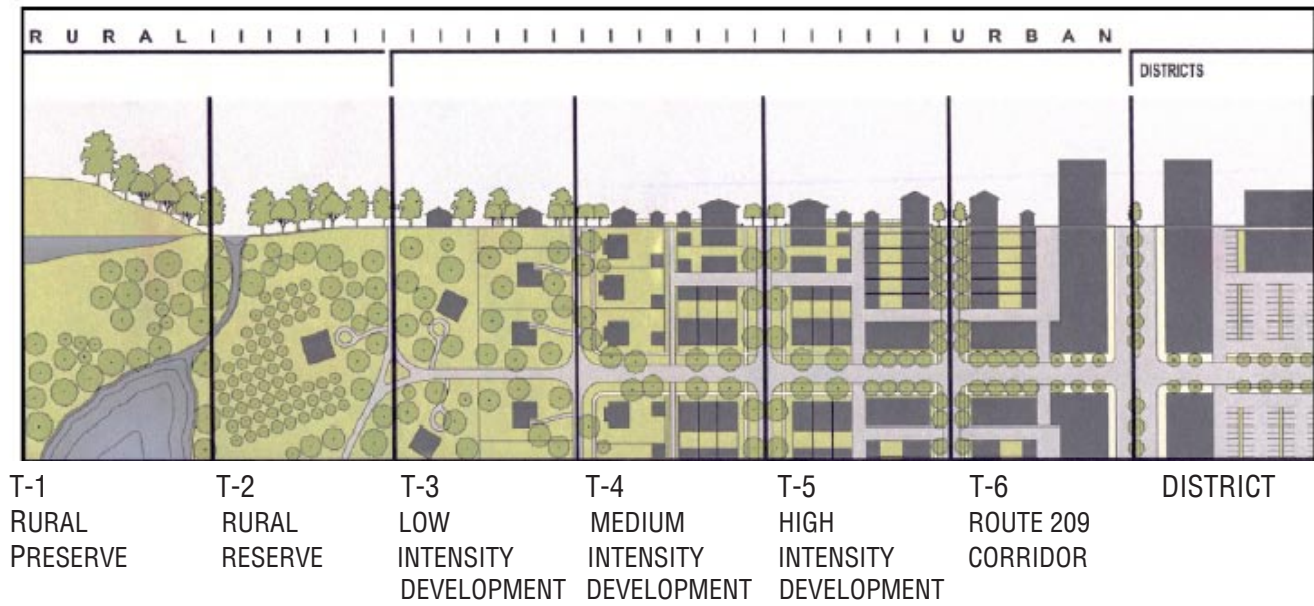 R U R A L I I I I I I I I I I I I I I I I I I I I I I I I I I U R B A N
DISTRICTS
T-1
RURAL
PRESERVE
T-2
RURAL
RESERVE
T-3
LOW
INTENSITY
DEVELOPMENT
T-4
MEDIUM
INTENSITY
DEVELOPMENT
T-5
HIGH
INTENSITY
DEVELOPMENT
T-6
ROUTE 209
CORRIDOR
DISTRICT